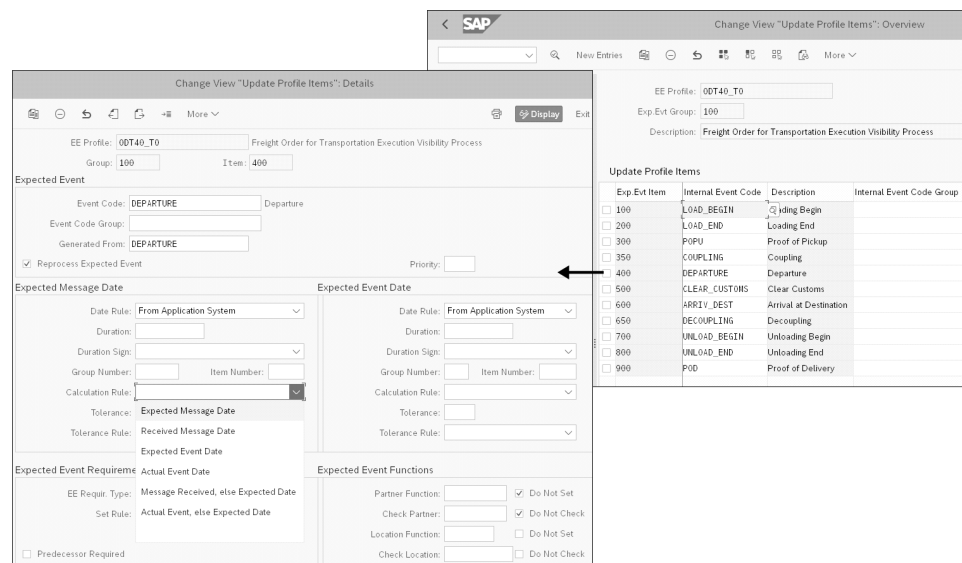 SAP
Change View "Update Profile Items": Overview
New Entries More
EE Profile: ODT40_TO
Exp.Evt Group: 100
Description: Freight Order for Transportation Execution Visibility Process
Update Profile Items
Exp.Evt Item Internal Event Code Description Internal Event Code Group
100 LOAD_BEGIN ding Begin
200 LOAD_END Loading End
300 POPU Proof of Pickup
350 COUPLING Coupling
400 DEPARTURE Departure
500 CLEAR_CUSTOMS Clear Customs
600 ARRIV_DEST Arrival at Destination
650 DECOUPLING Decoupling
700 UNLOAD_BEGIN Unloading Begin
800 UNLOAD_END Unloading End
900 POD Proof of Delivery
Change View "Update Profile Items": Details
More Display Exit
EE Profile: ODT40_TO Freight Order for Transportation Execution Visibility Process
Group: 100 Item: 400
Expected Event
Event Code: DEPARTURE Departure
Event Code Group:
Generated From: DEPARTURE
Reprocess Expected Event Priority:
Expected Message Date Expected Event Date
Date Rule: From Application System Date Rule: From Application System
Duration: Duration:
Duration Sign: Duration Sign:
Group Number: Item Number: Group Number: Item Number:
Calculation Rule: Calculation Rule:
Tolerance: Expected Message Date Tolerance:
Tolerance Rule: Received Message Date Tolerance Rule:
Expected Event Date
Expected Event Requireme Actual Event Date Expected Event Functions
EE Requir. Type: Message Received, else Expected Date Partner Function: Do Not Set
Set Rule: Actual Event, else Expected Date Check Partner: Do Not Check
Location Function: Do Not Set
Predecessor Required Check Location: Do Not Check